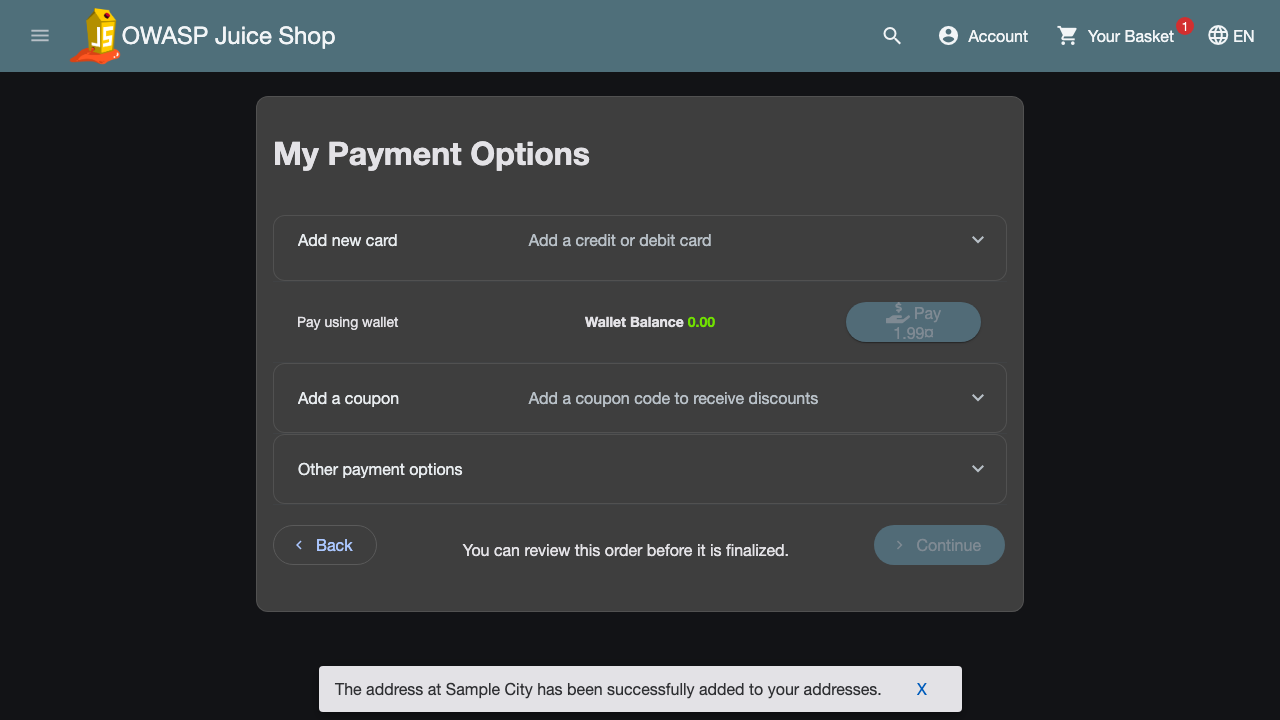 JS
OWASP Juice Shop
Account
Your Basket
1
EN
My Payment Options
Add new card
Add a credit or debit card
Pay using wallet
Wallet Balance 0.00
Pay
1.99¤
Add a coupon
Add a coupon code to receive discounts
Other payment options
Back
You can review this order before it is finalized.
Continue
The address at Sample City has been successfully added to your addresses.
X